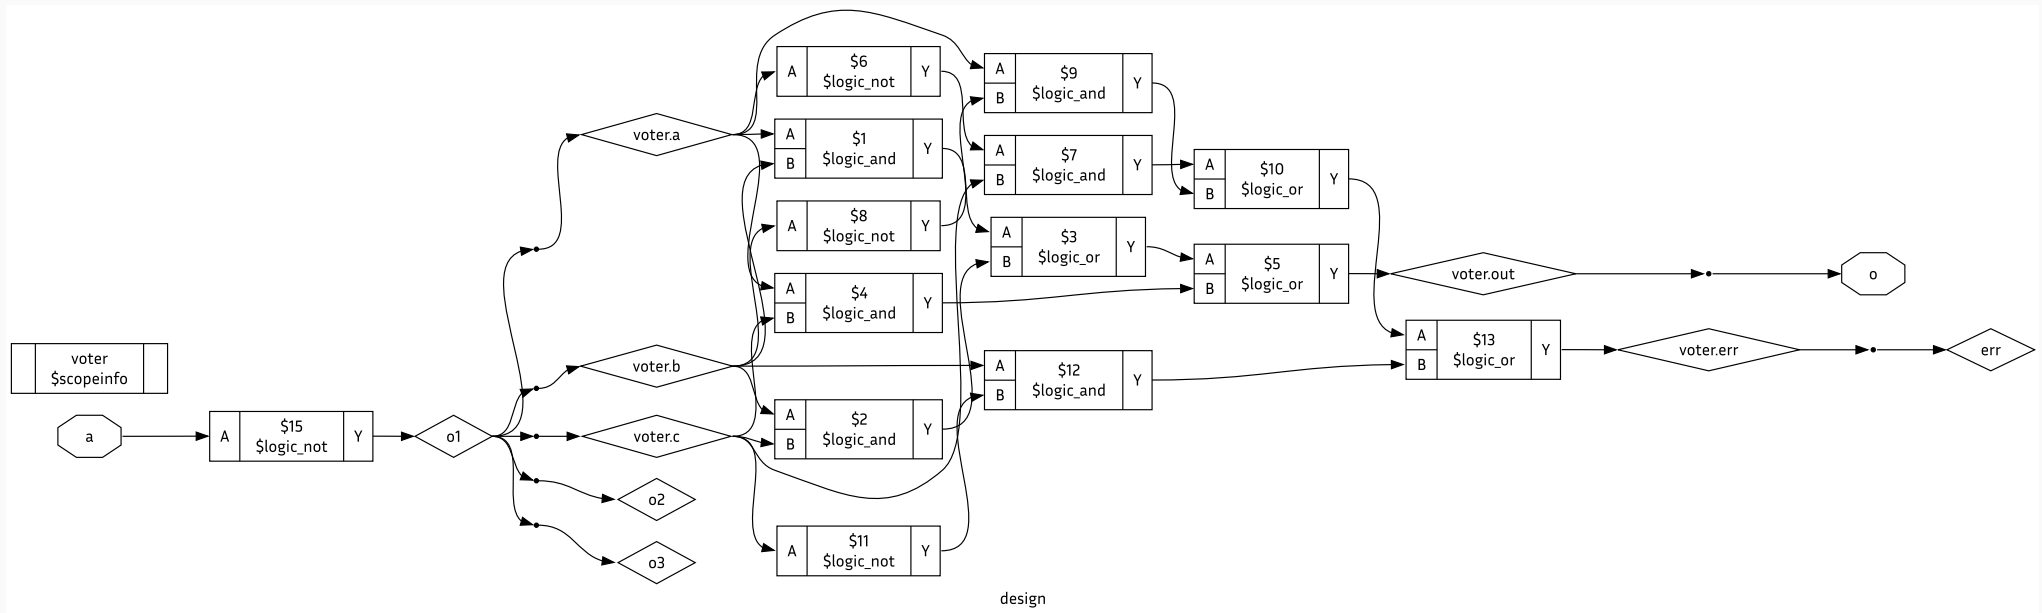 $6
A
$logic_not
Y
A
B
$9
$logic_and
Y
voter.a
A
B
$1
$logic_and
Y
A
B
$7
$logic_and
Y
A
B
$10
$logic_or
Y
A
$8
$logic_not
Y
A
B
$3
$logic_or
Y
A
B
$5
$logic_or
Y
voter.out
o
A
B
$4
$logic_and
Y
voter
$scopeinfo
voter.b
A
B
$12
$logic_and
Y
A
B
$13
$logic_or
Y
voter.err
err
a
A
$15
$logic_not
Y
o1
voter.c
A
B
$2
$logic_and
Y
o2
o3
A
$11
$logic_not
Y
design